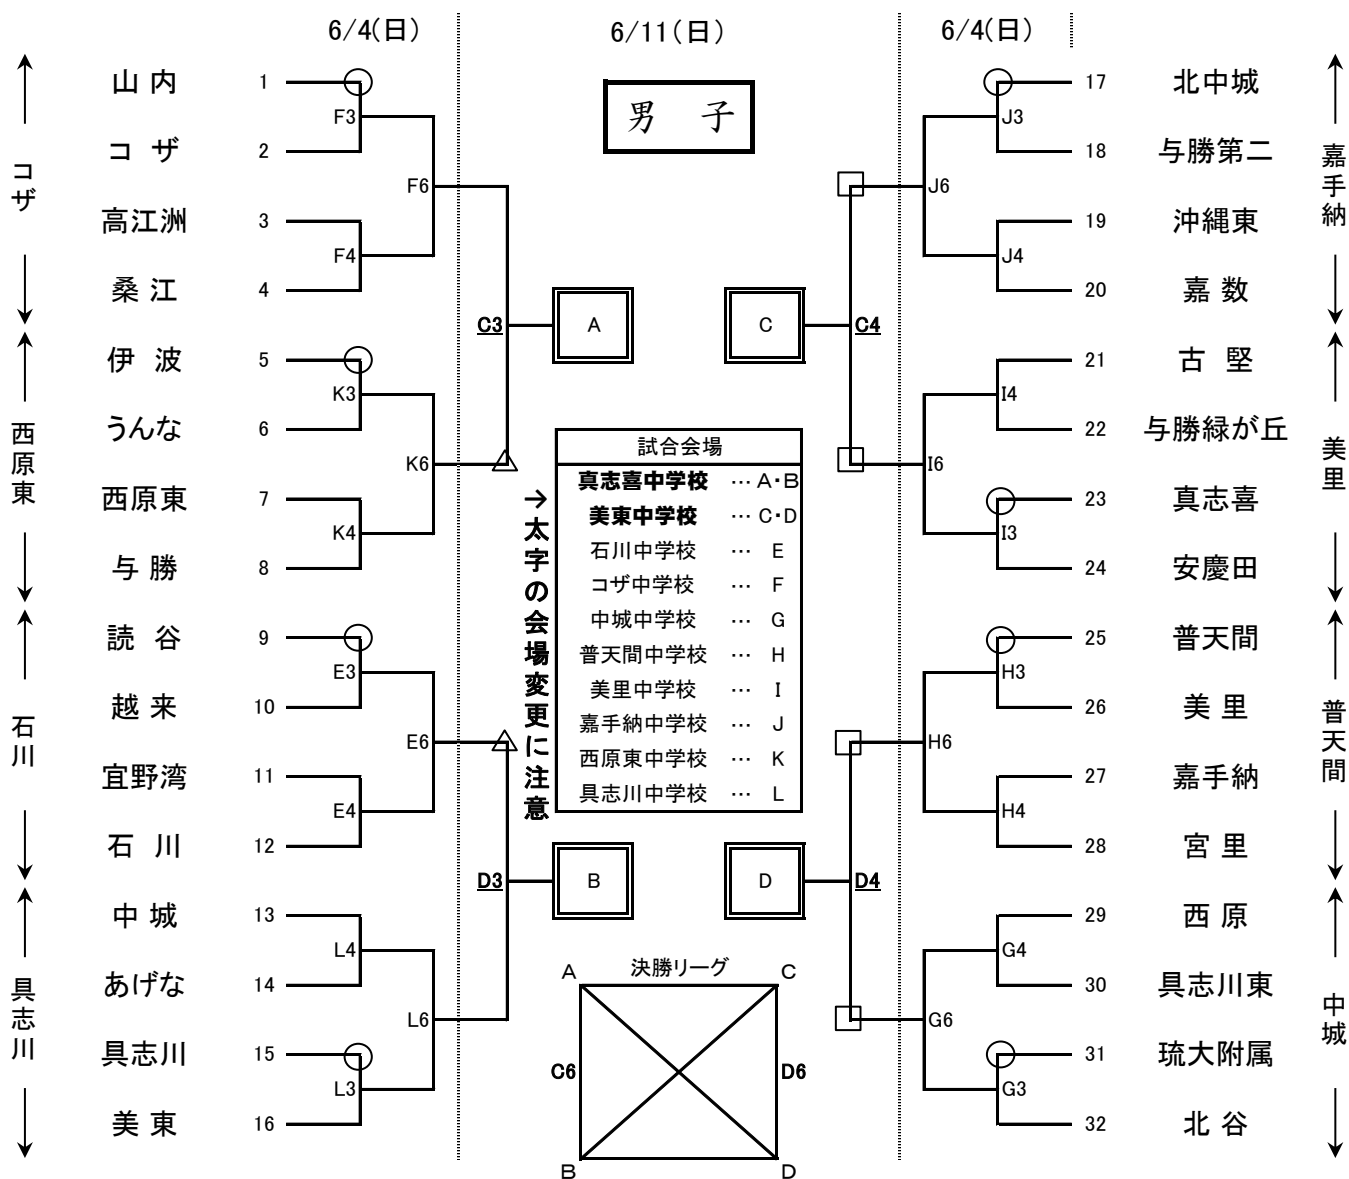 6/4(日)
6/11(日)
6/4(日)
男 子
コザ
西原東
石川
具志川
山 内 1
コ ザ 2
高江洲 3
桑 江 4
伊 波 5
うんな 6
西原東 7
与 勝 8
読 谷 9
越 来 10
宜野湾 11
石 川 12
中 城 13
あげな 14
具志川 15
美 東 16
F3
F4
F6
K3
K4
K6
E3
E4
E6
L4
L3
L6
C3
D3
A
B
C
D
C4
D4
→太字の会場変更に注意
試合会場
真志喜中学校 … A・B
美東中学校 … C・D
石川中学校 … E
コザ中学校 … F
中城中学校 … G
普天間中学校 … H
美里中学校 … I
嘉手納中学校 … J
西原東中学校 … K
具志川中学校 … L
決勝リーグ
A
C
C6
D6
B
D
J3
J4
J6
I4
I3
I6
H3
H4
H6
G4
G3
G6
17 北中城
18 与勝第二
19 沖縄東
20 嘉 数
21 古 堅
22 与勝緑が丘
23 真志喜
24 安慶田
25 普天間
26 美 里
27 嘉手納
28 宮 里
29 西 原
30 具志川東
31 琉大附属
32 北 谷
嘉手納
美里
普天間
中城